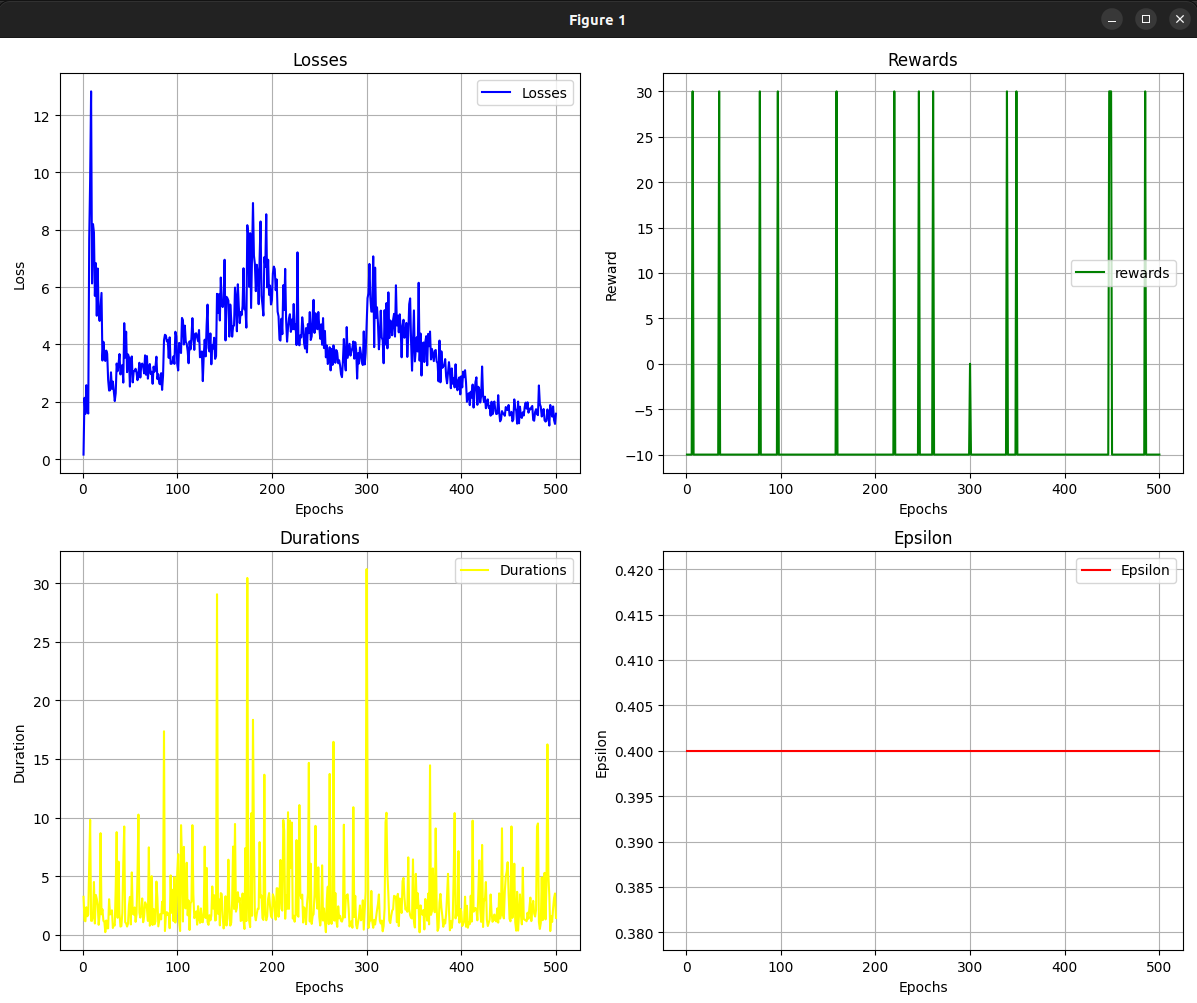 Figure 1
Losses
Losses
12
10
8
6
4
2
0
Loss
0 100 200 300 400 500
Epochs
Rewards
rewards
30
25
20
15
10
5
0
−5
−10
Reward
0 100 200 300 400 500
Epochs
Durations
Durations
30
25
20
15
10
5
0
Duration
0 100 200 300 400 500
Epochs
Epsilon
Epsilon
0.420
0.415
0.410
0.405
0.400
0.395
0.390
0.385
0.380
Epsilon
0 100 200 300 400 500
Epochs